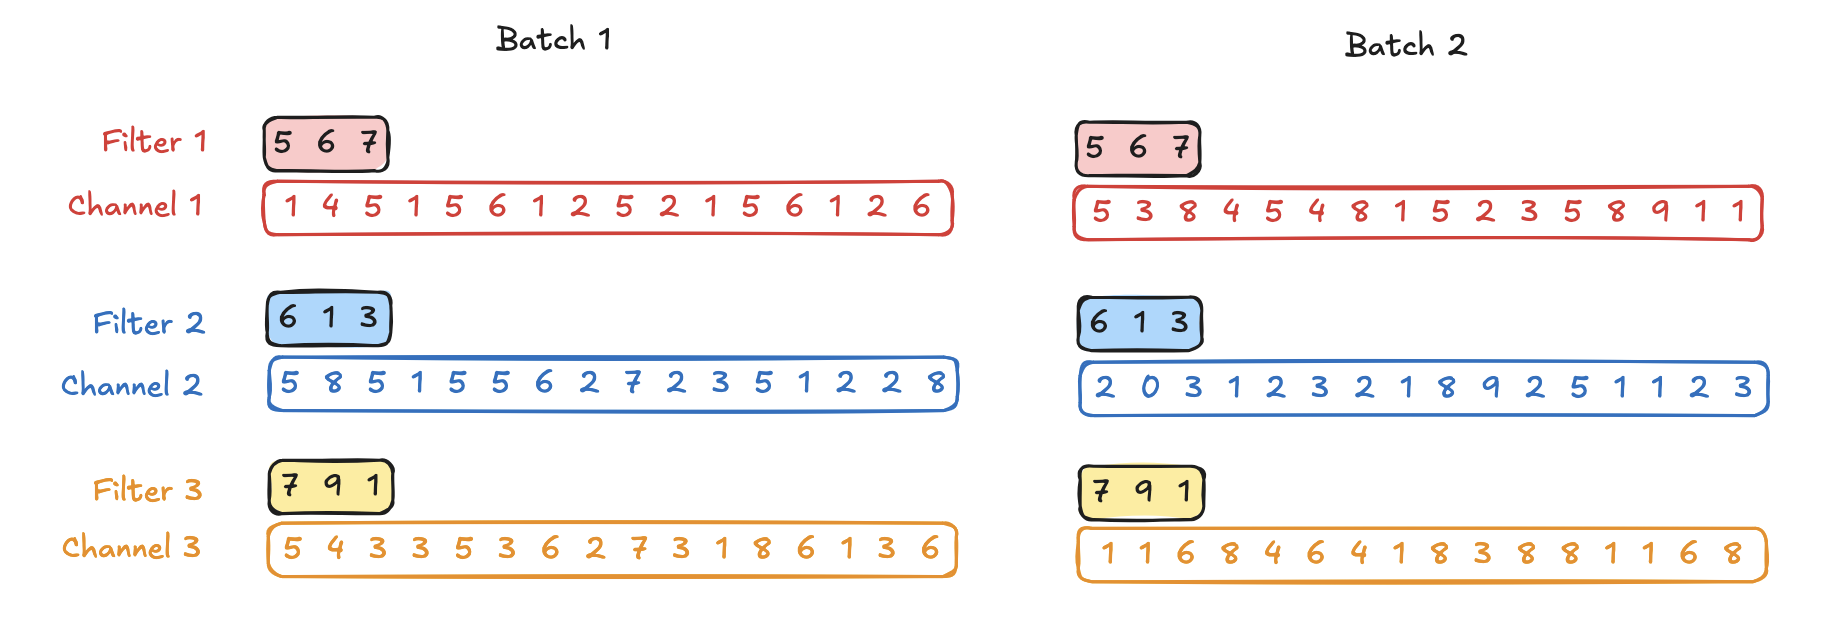 Batch 1
Filter 1
5 6 7
Channel 1
1 4 5 1 5 6 1 2 5 2 1 5 6 1 2 6
Filter 2
6 1 3
Channel 2
5 8 5 1 5 5 6 2 7 2 3 5 1 2 2 8
Filter 3
7 9 1
Channel 3
5 4 3 3 5 3 6 2 7 3 1 8 6 1 3 6
Batch 2
5 6 7
5 3 8 4 5 4 8 1 5 2 3 5 8 9 1 1
6 1 3
2 0 3 1 2 3 2 1 8 9 2 5 1 1 2 3
7 9 1
1 1 6 8 4 6 4 1 8 3 8 8 1 1 6 8